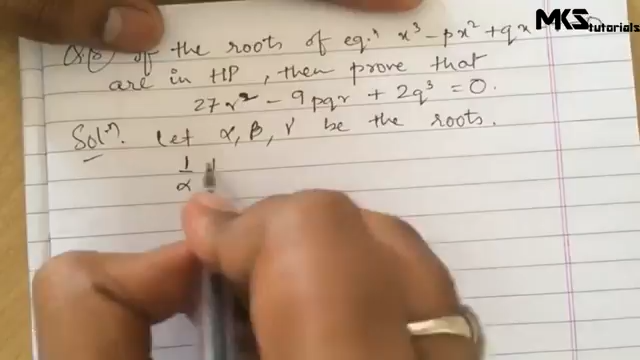 MKS tutorials
If the roots of eq.ⁿ x³ - px² + qx
are in HP, then prove that
27r² - 9pqr + 2q³ = 0.
Solⁿ. Let α, β, γ be the roots.
1/α